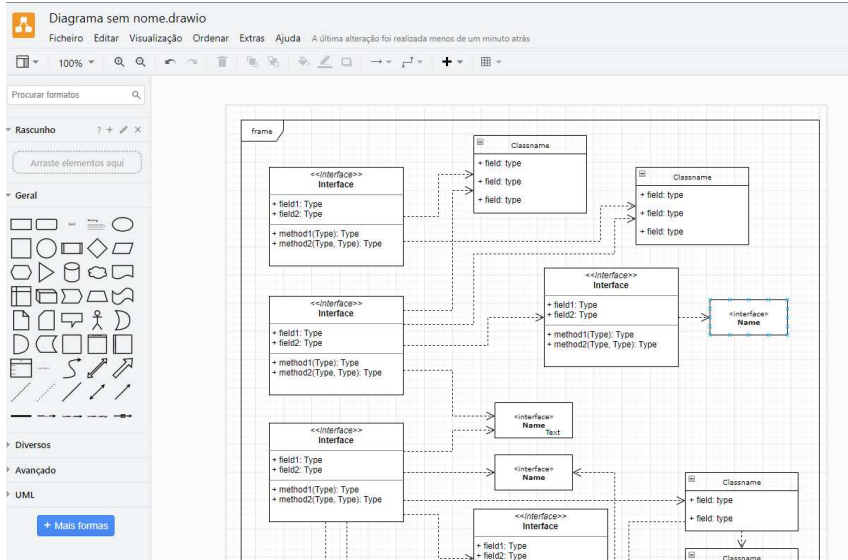 Diagrama sem nome.drawio
Ficheiro Editar Visualização Ordenar Extras Ajuda A última alteração foi realizada menos de um minuto atrás
100%
Procurar formatos
Rascunho ? +
Arraste elementos aqui
Geral
Text
Diversos
Avançado
UML
+ Mais formas
frame
<<Interface>>
Interface
+ field1: Type
+ field2: Type
+ method1(Type): Type
+ method2(Type, Type): Type
Classname
+ field: type
+ field: type
+ field: type
Classname
+ field: type
+ field: type
+ field: type
<<Interface>>
Interface
+ field1: Type
+ field2: Type
+ method1(Type): Type
+ method2(Type, Type): Type
<<Interface>>
Interface
+ field1: Type
+ field2: Type
+ method1(Type): Type
+ method2(Type, Type): Type
«interface»
Name
«interface»
Name
Text
<<Interface>>
Interface
+ field1: Type
+ field2: Type
+ method1(Type): Type
+ method2(Type, Type): Type
«interface»
Name
Classname
+ field: type
+ field: type
<<Interface>>
Interface
+ field1: Type
+ field2: Type
Classname